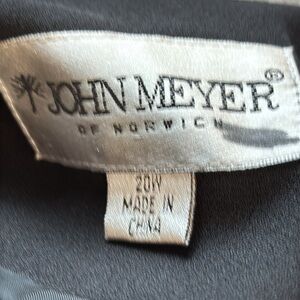 JOHN MEYER®
OF NORWICH
20W
MADE IN
CHINA